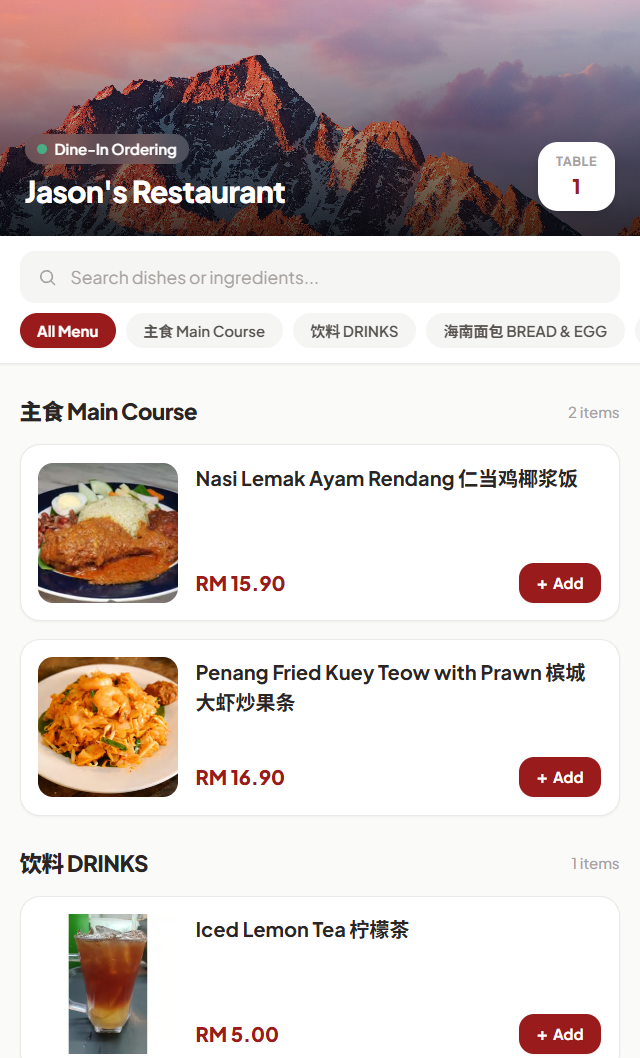 Dine-In Ordering
Jason's Restaurant
TABLE
1
Search dishes or ingredients...
All Menu
主食 Main Course
饮料 DRINKS
海南面包 BREAD & EGG
主食 Main Course
2 items
Nasi Lemak Ayam Rendang 仁当鸡椰浆饭
RM 15.90
+ Add
Penang Fried Kuey Teow with Prawn 槟城
大虾炒果条
RM 16.90
+ Add
饮料 DRINKS
1 items
Iced Lemon Tea 柠檬茶
RM 5.00
+ Add